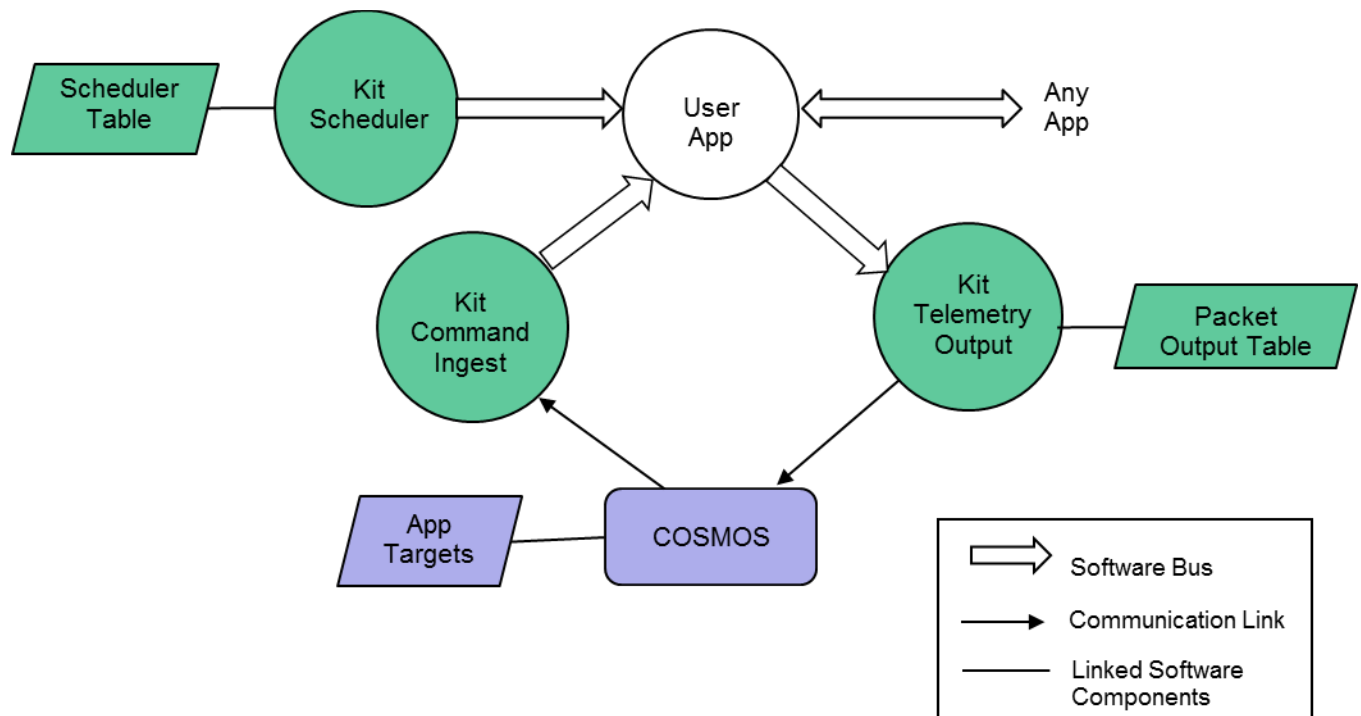 Scheduler
Table
Kit
Scheduler
User
App
Any
App
Kit
Command
Ingest
Kit
Telemetry
Output
Packet
Output Table
App
Targets
COSMOS
Software Bus
Communication Link
Linked Software
Components